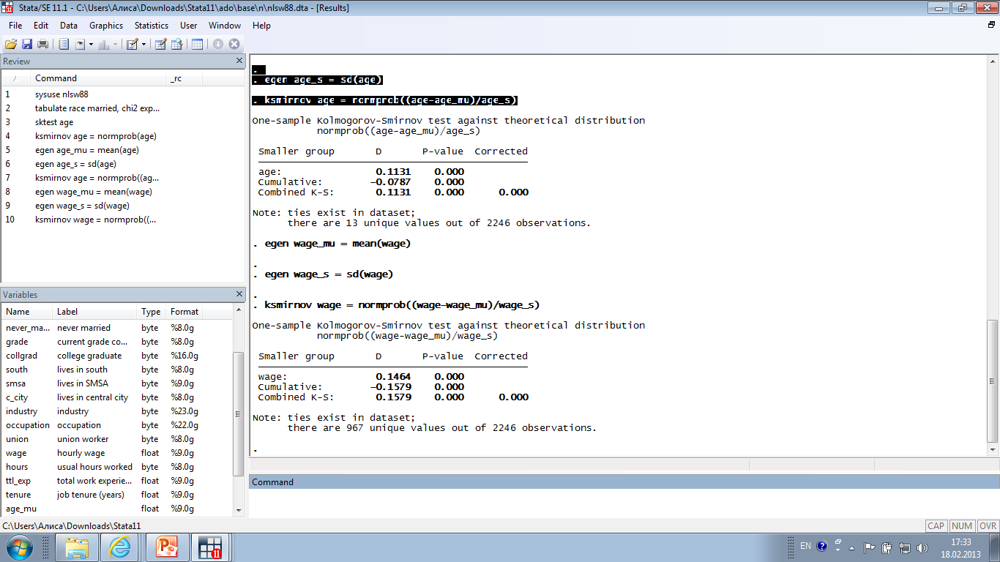 Stata/SE 11.1 - C:\Users\Алиса\Downloads\Stata11\ado\base\n\nlsw88.dta - [Results]
File Edit Data Graphics Statistics User Window Help
Review
/ Command _rc
1 sysuse nlsw88
2 tabulate race married, chi2 exp...
3 sktest age
4 ksmirnov age = normprob(age)
5 egen age_mu = mean(age)
6 egen age_s = sd(age)
7 ksmirnov age = normprob((ag...
8 egen wage_mu = mean(wage)
9 egen wage_s = sd(wage)
10 ksmirnov wage = normprob((...
Variables
Name Label Type Format
never_ma... never married byte %8.0g
grade current grade co... byte %8.0g
collgrad college graduate byte %16.0g
south lives in south byte %8.0g
smsa lives in SMSA byte %9.0g
c_city lives in central city byte %8.0g
industry industry byte %23.0g
occupation occupation byte %22.0g
union union worker byte %8.0g
wage hourly wage float %9.0g
hours usual hours worked byte %8.0g
ttl_exp total work experie... float %9.0g
tenure job tenure (years) float %9.0g
age_mu float %9.0g
.
. egen age_s = sd(age)
. ksmirnov age = normprob((age-age_mu)/age_s)
One-sample Kolmogorov-Smirnov test against theoretical distribution
normprob((age-age_mu)/age_s)
Smaller group D P-value Corrected
age: 0.1131 0.000
Cumulative: -0.0787 0.000
Combined K-S: 0.1131 0.000 0.000
Note: ties exist in dataset;
there are 13 unique values out of 2246 observations.
. egen wage_mu = mean(wage)
.
. egen wage_s = sd(wage)
.
. ksmirnov wage = normprob((wage-wage_mu)/wage_s)
One-sample Kolmogorov-Smirnov test against theoretical distribution
normprob((wage-wage_mu)/wage_s)
Smaller group D P-value Corrected
wage: 0.1464 0.000
Cumulative: -0.1579 0.000
Combined K-S: 0.1579 0.000 0.000
Note: ties exist in dataset;
there are 967 unique values out of 2246 observations.
.
Command
C:\Users\Алиса\Downloads\Stata11 CAP NUM OVR
11
EN 17:33
18.02.2013